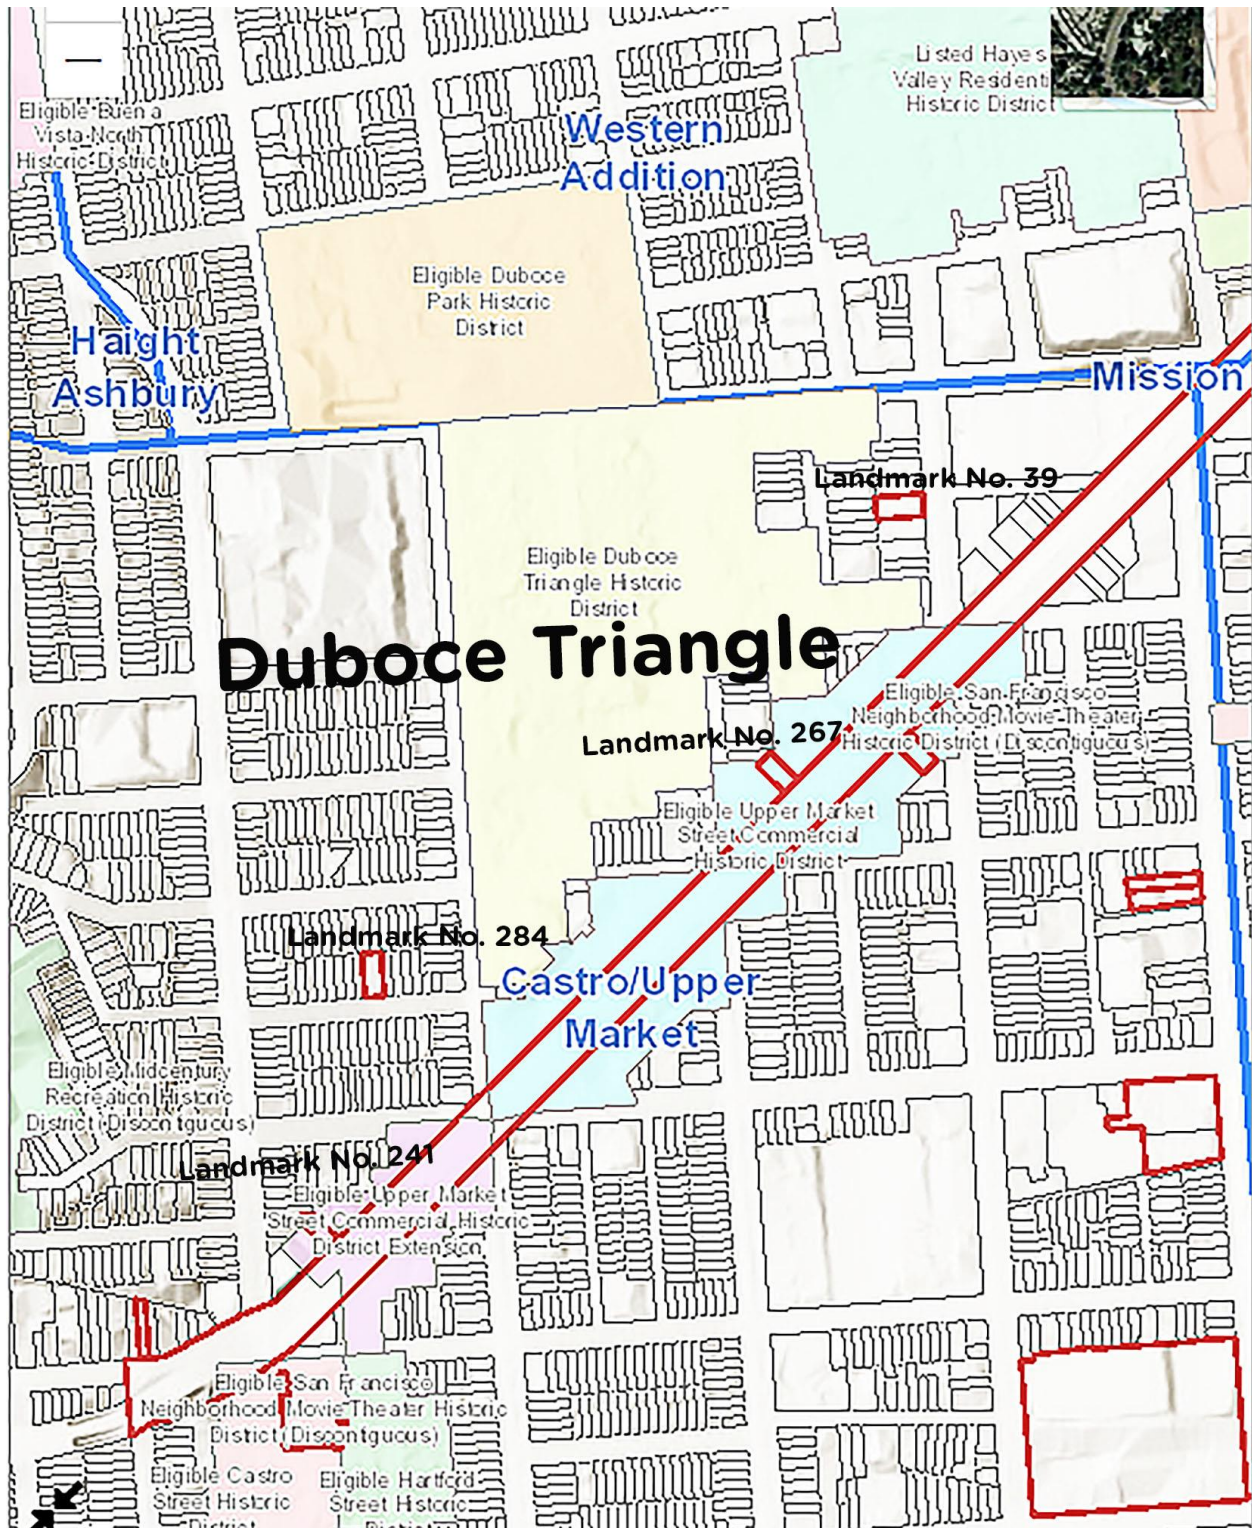 Listed Hayes
Valley Residenti
Historic District
Eligible Buena
Vista North
Historic District
Western
Addition
Eligible Duboce
Park Historic
District
Haight
Ashbury
Mission
Landmark No. 39
Eligible Duboce
Triangle Historic
District
Duboce Triangle
Eligible San Francisco
Neighborhood Movie Theater
Historic District (Discontiguous)
Landmark No. 267
Eligible Upper Market
Street Commercial
Historic District
Landmark No. 284
Castro/Upper
Market
Eligible Midcentury
Recreation Historic
District (Discontiguous)
Landmark No. 241
Eligible Upper Market
Street Commercial Historic
District Extension
Eligible San Francisco
Neighborhood Movie Theater Historic
District (Discontiguous)
Eligible Castro
Street Historic
District
Eligible Hartford
Street Historic
District